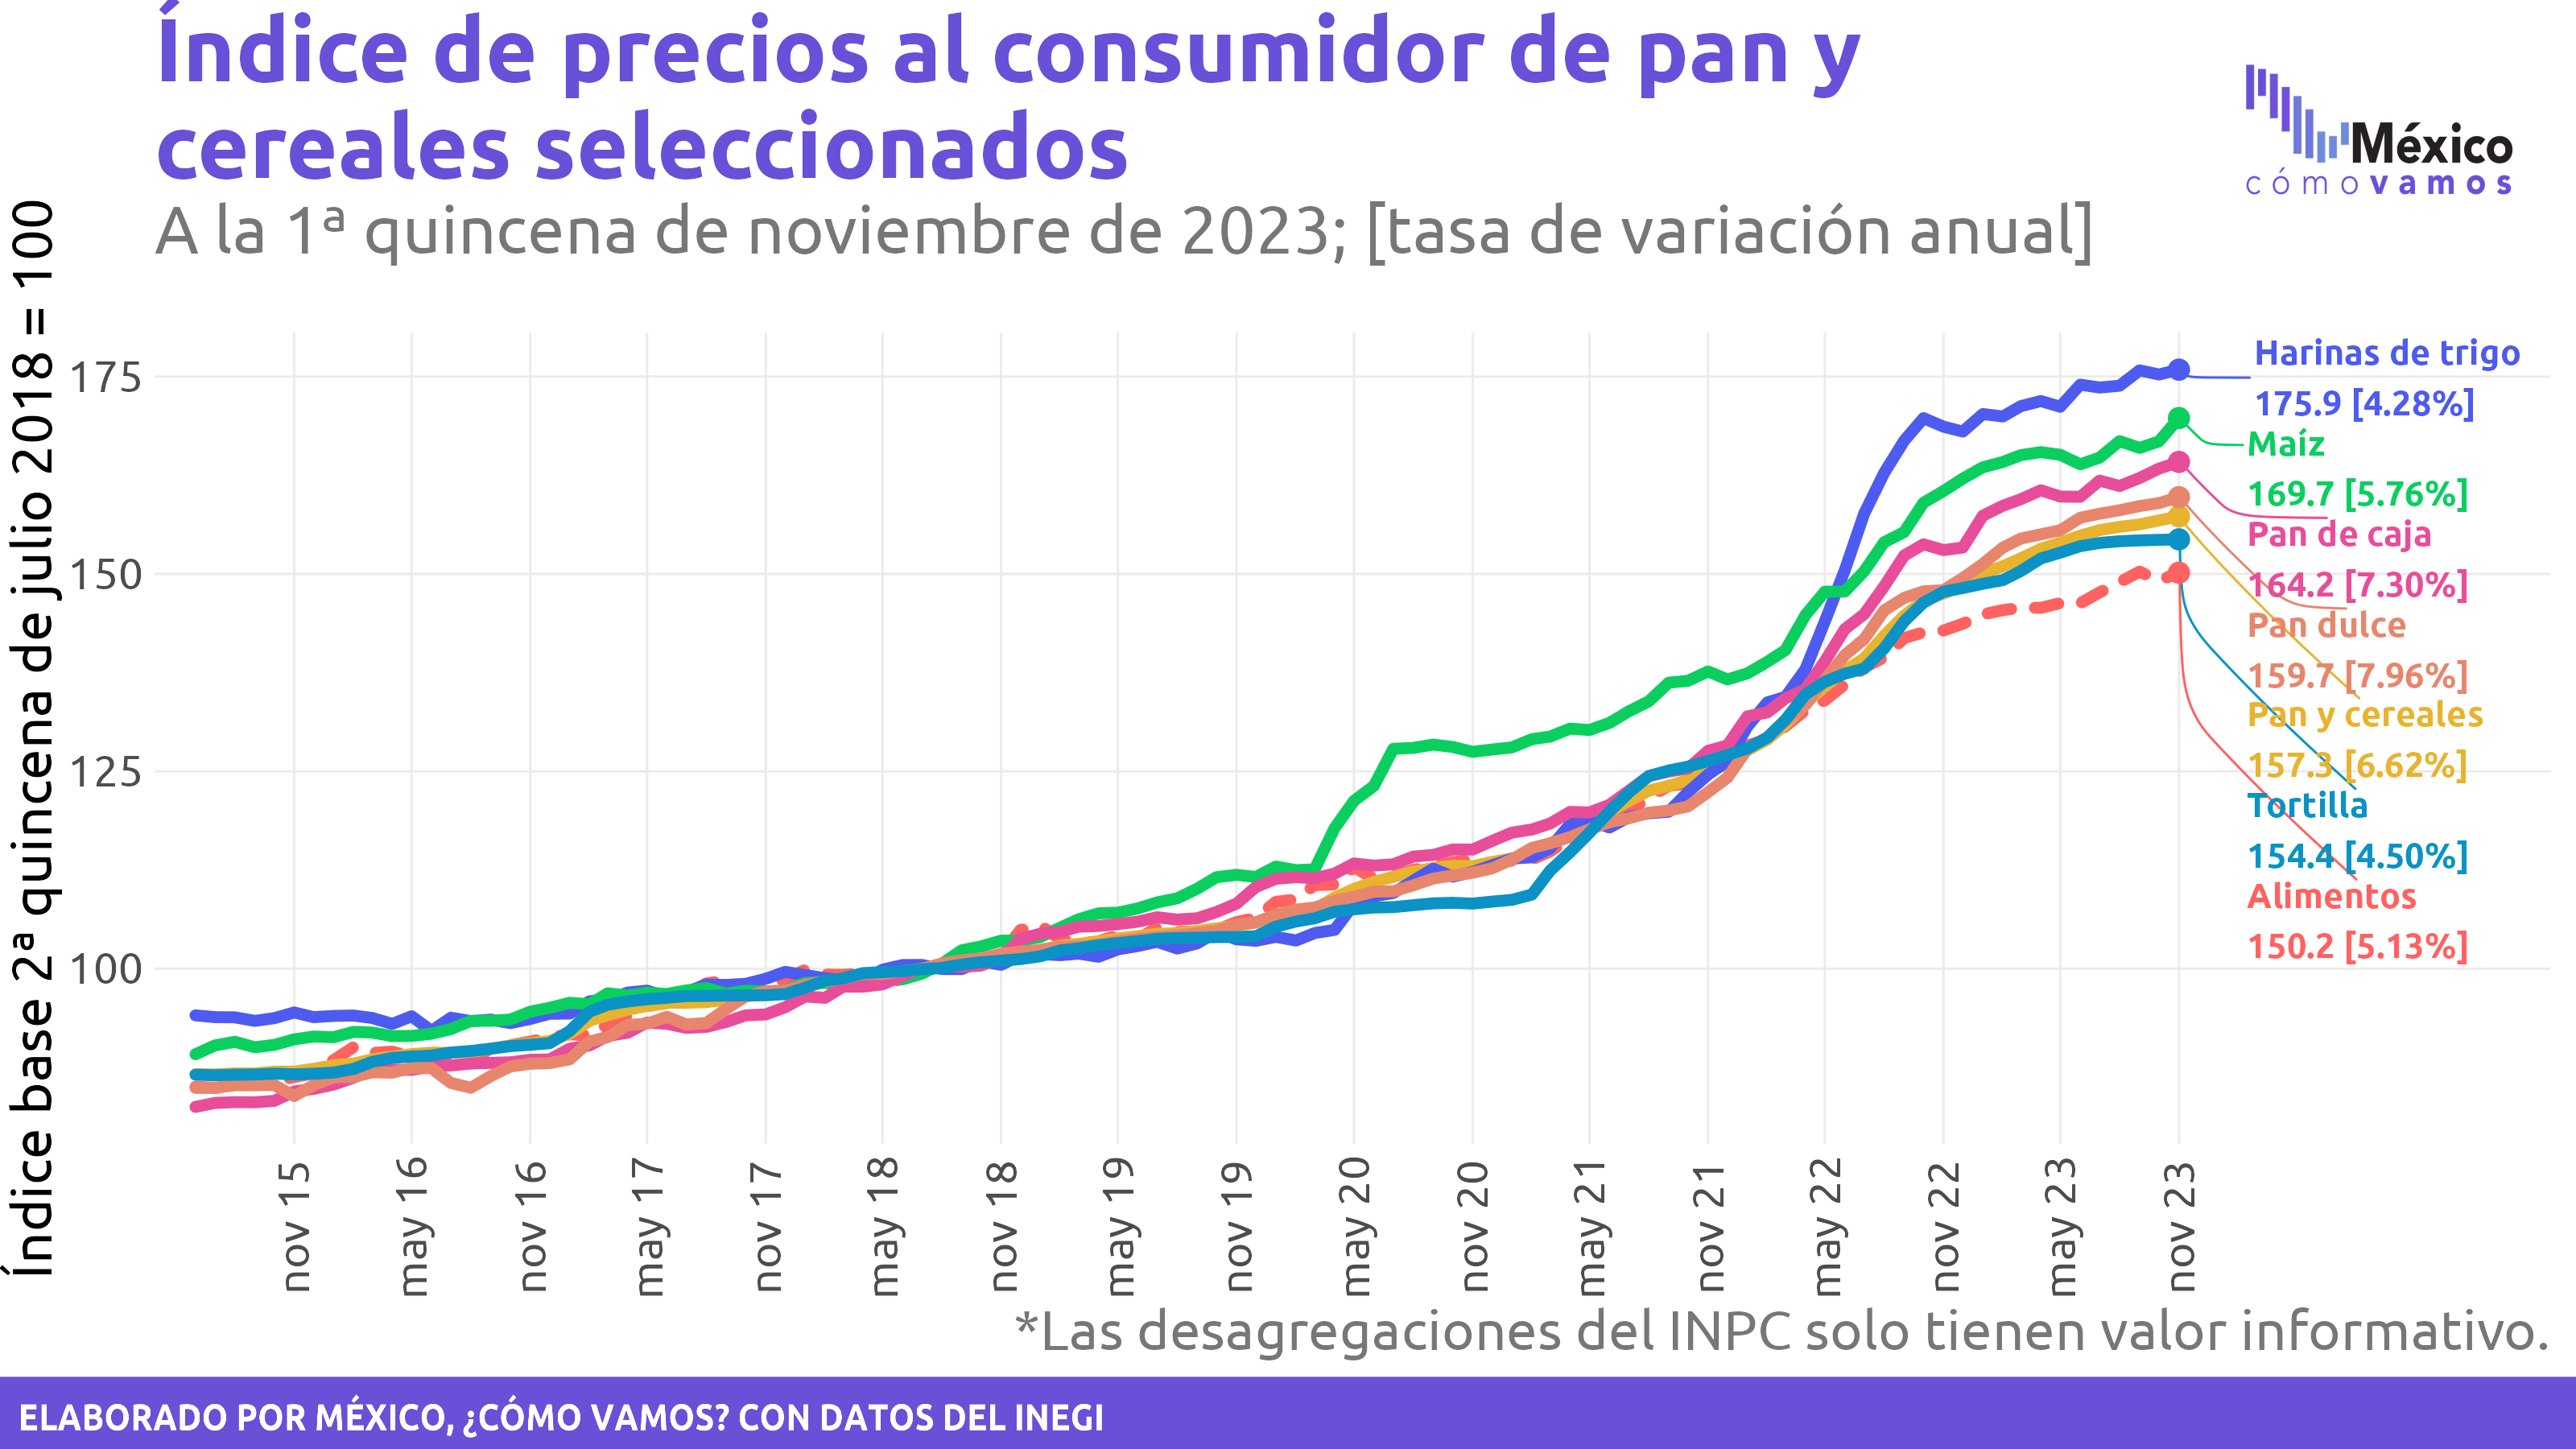 Índice de precios al consumidor de pan y
cereales seleccionados
A la 1ª quincena de noviembre de 2023; [tasa de variación anual]
México
cómo vamos
Índice base 2ª quincena de julio 2018 = 100
175
150
125
100
Harinas de trigo
175.9 [4.28%]
Maíz
169.7 [5.76%]
Pan de caja
164.2 [7.30%]
Pan dulce
159.7 [7.96%]
Pan y cereales
157.3 [6.62%]
Tortilla
154.4 [4.50%]
Alimentos
150.2 [5.13%]
nov 15
may 16
nov 16
may 17
nov 17
may 18
nov 18
may 19
nov 19
may 20
nov 20
may 21
nov 21
may 22
nov 22
may 23
nov 23
*Las desagregaciones del INPC solo tienen valor informativo.
ELABORADO POR MÉXICO, ¿CÓMO VAMOS? CON DATOS DEL INEGI